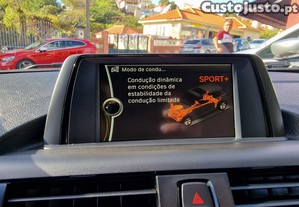 CustoJusto.pt
Modo de condu...
SPORT+
Condução dinâmica
em condições de
estabilidade da
condução limitada